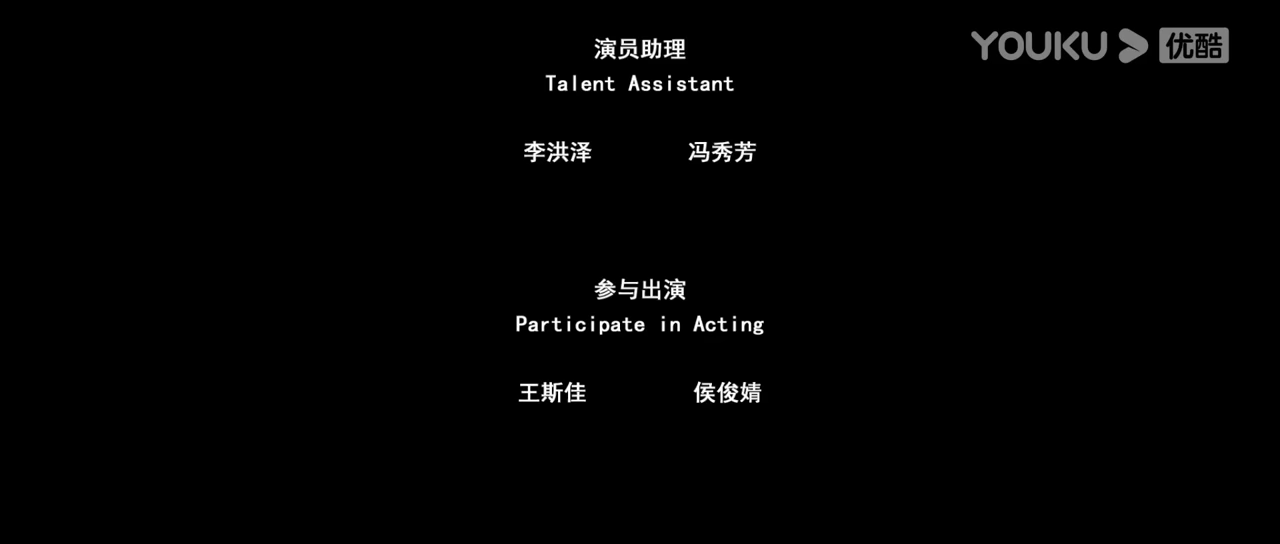 YOUKU 优酷
演员助理
Talent Assistant
李洪泽 冯秀芳
参与出演
Participate in Acting
王斯佳 侯俊婧